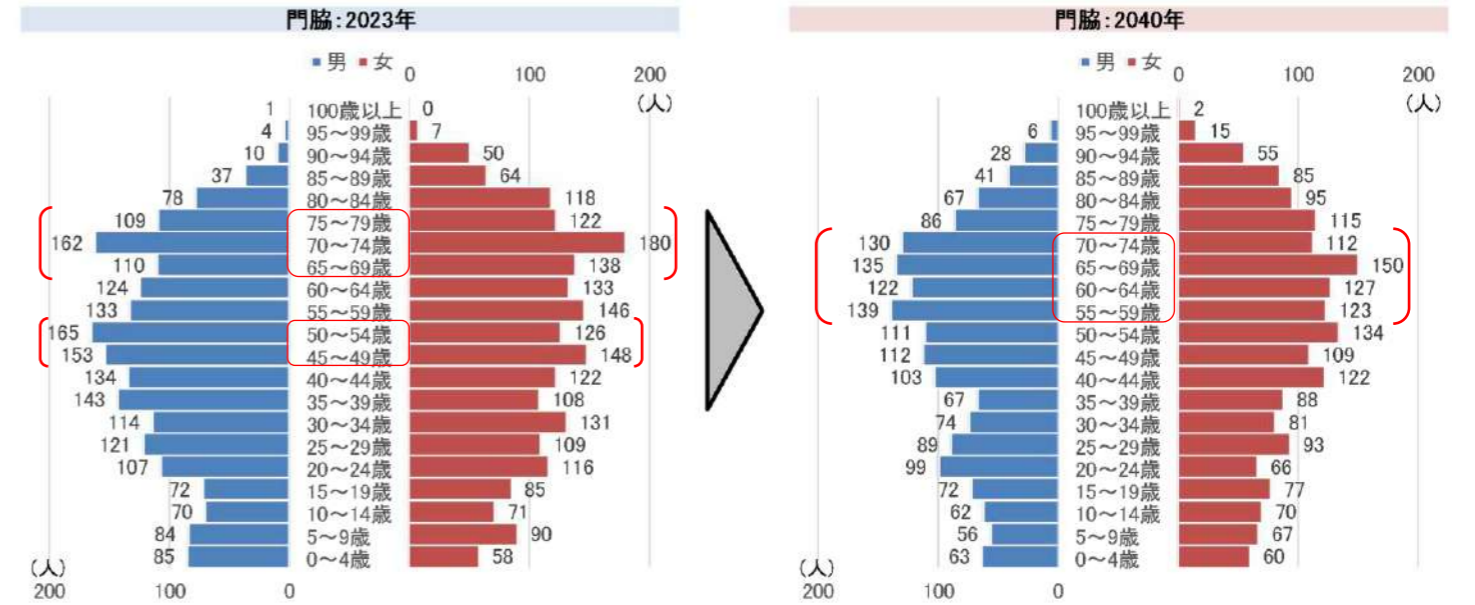 門脇:2023年
男 女 0 100 200
(人)
1 100歳以上 0
4 95～99歳 7
10 90～94歳 50
37 85～89歳 64
78 80～84歳 118
109 75～79歳 122
162 70～74歳 180
110 65～69歳 138
124 60～64歳 133
133 55～59歳 146
165 50～54歳 126
153 45～49歳 148
134 40～44歳 122
143 35～39歳 108
114 30～34歳 131
121 25～29歳 109
107 20～24歳 116
72 15～19歳 85
70 10～14歳 71
84 5～9歳 90
85 0～4歳 58
(人)
200 100 0
門脇:2040年
男 女 0 100 200
(人)
100歳以上 2
6 95～99歳 15
28 90～94歳 55
41 85～89歳 85
67 80～84歳 95
86 75～79歳 115
130 70～74歳 112
135 65～69歳 150
122 60～64歳 127
139 55～59歳 123
111 50～54歳 134
112 45～49歳 109
103 40～44歳 122
67 35～39歳 88
74 30～34歳 81
89 25～29歳 93
99 20～24歳 66
72 15～19歳 77
62 10～14歳 70
56 5～9歳 67
63 0～4歳 60
(人)
200 100 0